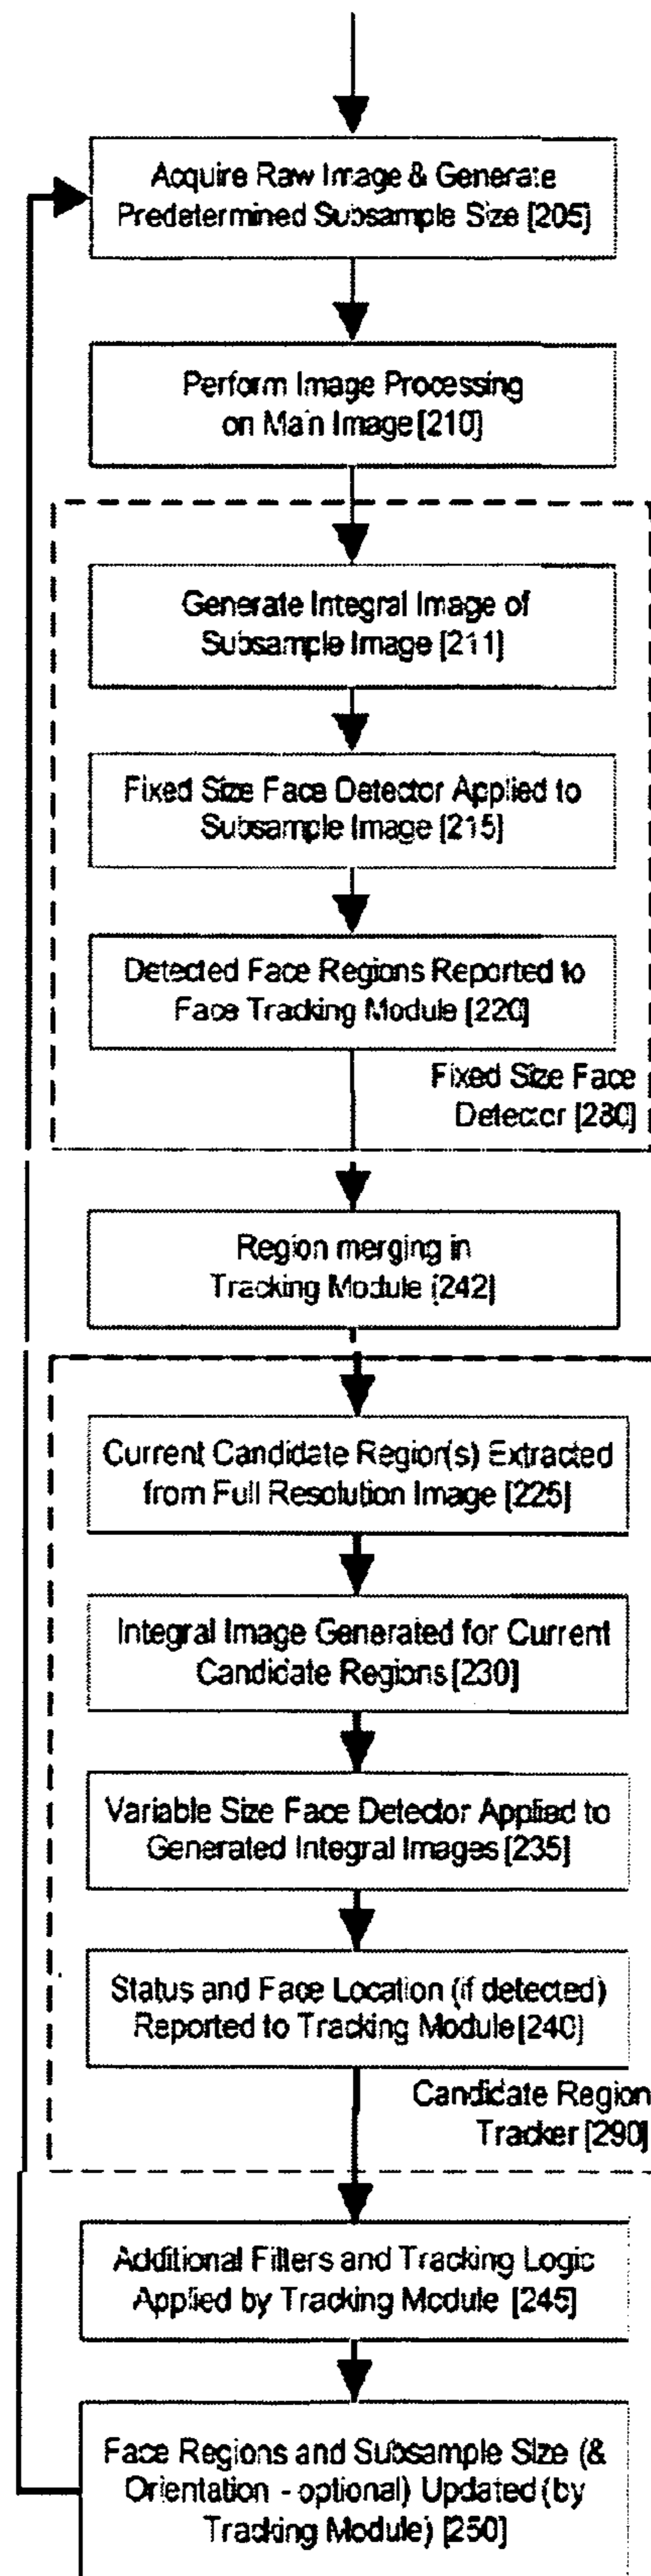 Acquire Raw Image & Generate
Predetermined Subsample Size [205]
Perform Image Processing
on Main Image [210]
Generate Integral Image of
Subsample Image [211]
Fixed Size Face Detector Applied to
Subsample Image [215]
Detected Face Regions Reported to
Face Tracking Module [220]
Fixed Size Face
Detector [280]
Region merging in
Tracking Module [242]
Current Candidate Region(s) Extracted
from Full Resolution Image [225]
Integral Image Generated for Current
Candidate Regions [230]
Variable Size Face Detector Applied to
Generated Integral Images [235]
Status and Face Location (if detected)
Reported to Tracking Module [240]
Candidate Region
Tracker [290]
Additional Filters and Tracking Logic
Applied by Tracking Module [245]
Face Regions and Subsample Size (&
Orientation - optional) Updated (by
Tracking Module) [250]